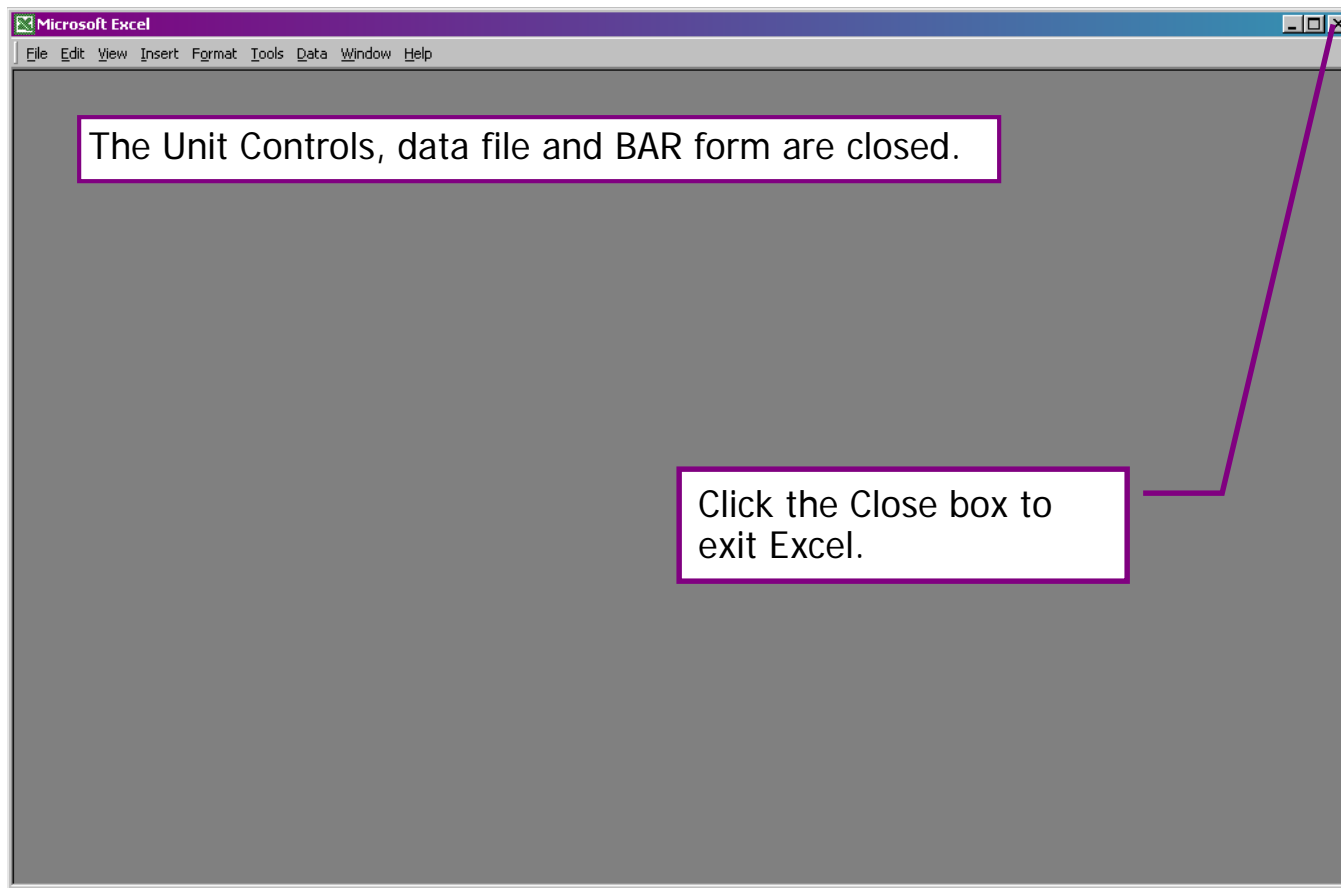 Microsoft Excel
File Edit View Insert Format Tools Data Window Help
The Unit Controls, data file and BAR form are closed.
Click the Close box to
exit Excel.